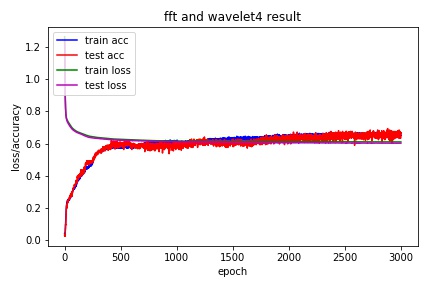 fft and wavelet4 result
train acc
test acc
train loss
test loss
loss/accuracy
1.2
1.0
0.8
0.6
0.4
0.2
0.0
0 500 1000 1500 2000 2500 3000
epoch